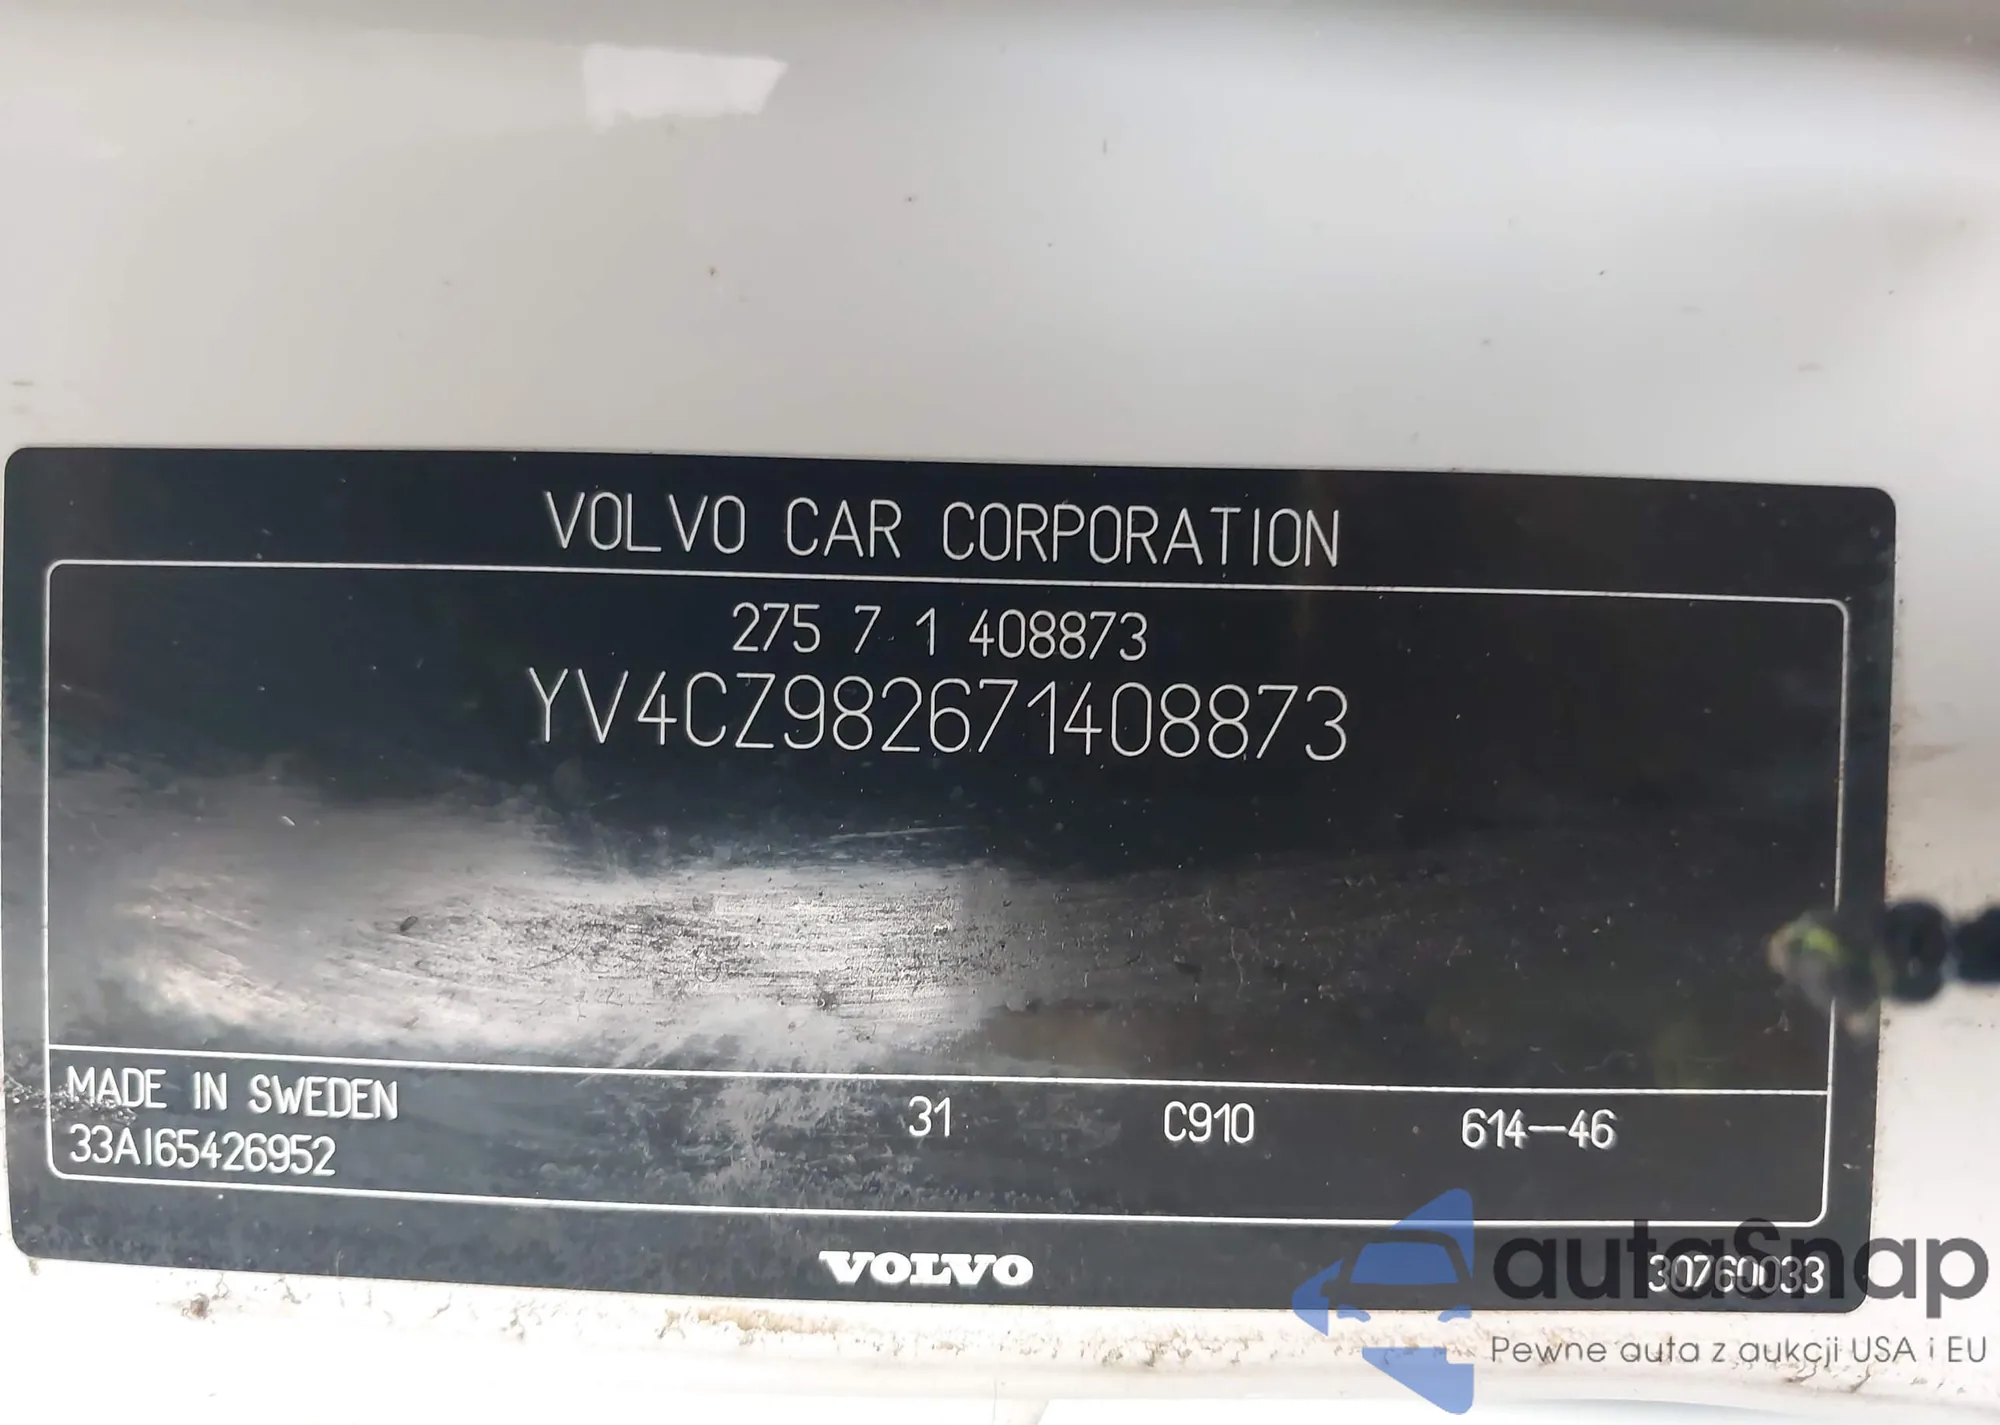 VOLVO CAR CORPORATION
275 7 1 408873
YV4CZ982671408873
MADE IN SWEDEN
33AI65426952
31 C910 614-46
VOLVO
30760033
autaSnap
Pewne auta z aukcji USA i EU